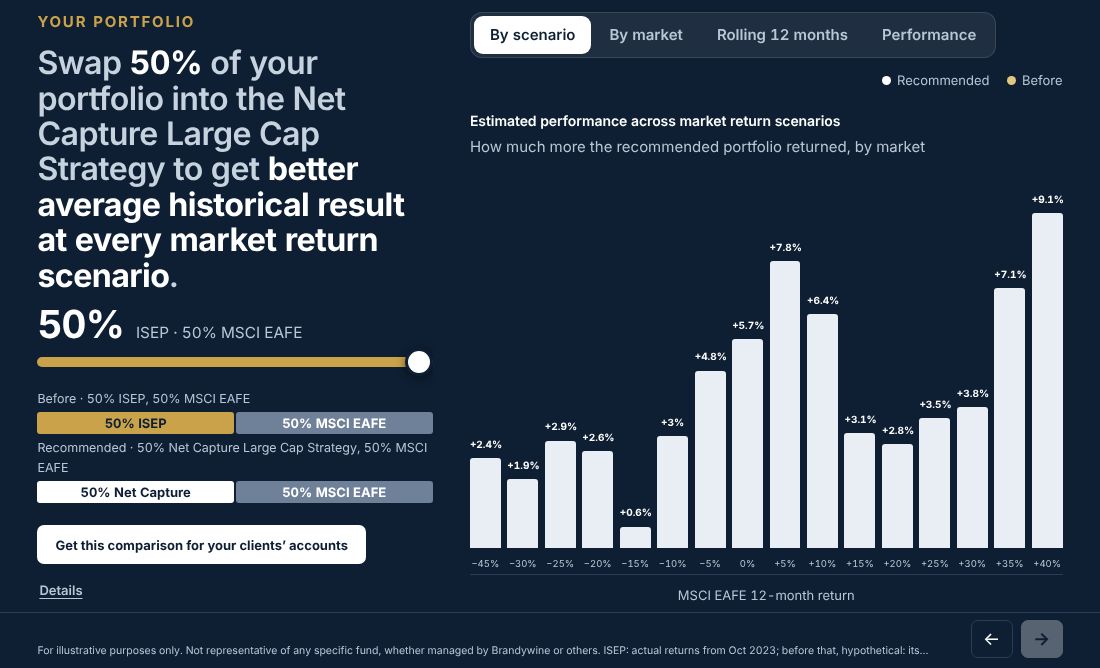 YOUR PORTFOLIO
Swap 50% of your
portfolio into the Net
Capture Large Cap
Strategy to get better
average historical result
at every market return
scenario.
50% ISEP · 50% MSCI EAFE
Before · 50% ISEP, 50% MSCI EAFE
50% ISEP 50% MSCI EAFE
Recommended · 50% Net Capture Large Cap Strategy, 50% MSCI
EAFE
50% Net Capture 50% MSCI EAFE
Get this comparison for your clients’ accounts
Details
By scenario By market Rolling 12 months Performance
Recommended Before
Estimated performance across market return scenarios
How much more the recommended portfolio returned, by market
+2.4% +1.9% +2.9% +2.6% +0.6% +3% +4.8% +5.7% +7.8% +6.4% +3.1% +2.8% +3.5% +3.8% +7.1% +9.1%
−45% −30% −25% −20% −15% −10% −5% 0% +5% +10% +15% +20% +25% +30% +35% +40%
MSCI EAFE 12-month return
For illustrative purposes only. Not representative of any specific fund, whether managed by Brandywine or others. ISEP: actual returns from Oct 2023; before that, hypothetical: its…
← →